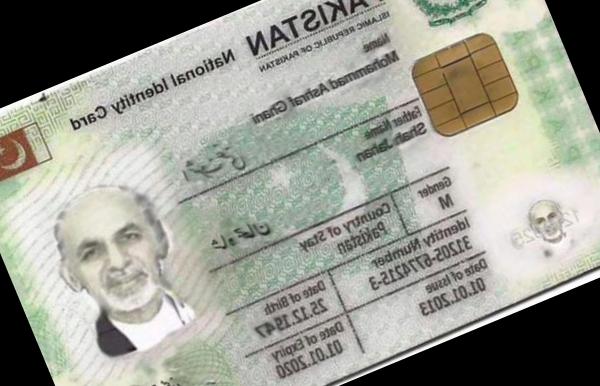 PAKISTAN
National Identity Card
ISLAMIC REPUBLIC OF PAKISTAN
Name
Mohammad Ashraf Ghani
Father Name
Shah Jahan
Gender
M
Country of Stay
Pakistan
Identity Number
31205-6774215-3
Date of Birth
25.12.1947
Date of Issue
01.01.2013
Date of Expiry
01.01.2020